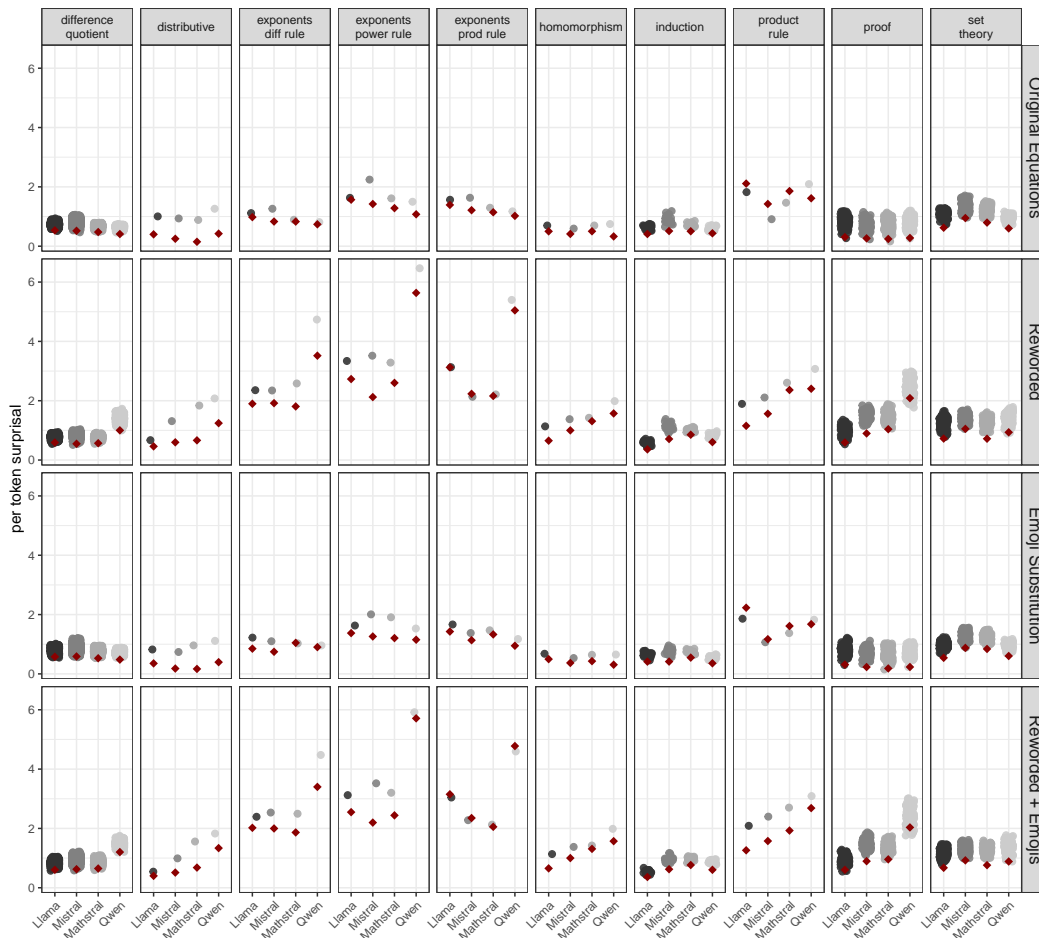 difference
quotient
distributive
exponents
diff rule
exponents
power rule
exponents
prod rule
homomorphism
induction
product
rule
proof
set
theory
per token surprisal
6
4
2
0
Original Equations
6
4
2
0
Reworded
6
4
2
0
Emoji Substitution
6
4
2
0
Reworded + Emojis
Llama
Mistral
Mathstral
Qwen
Llama
Mistral
Mathstral
Qwen
Llama
Mistral
Mathstral
Qwen
Llama
Mistral
Mathstral
Qwen
Llama
Mistral
Mathstral
Qwen
Llama
Mistral
Mathstral
Qwen
Llama
Mistral
Mathstral
Qwen
Llama
Mistral
Mathstral
Qwen
Llama
Mistral
Mathstral
Qwen
Llama
Mistral
Mathstral
Qwen